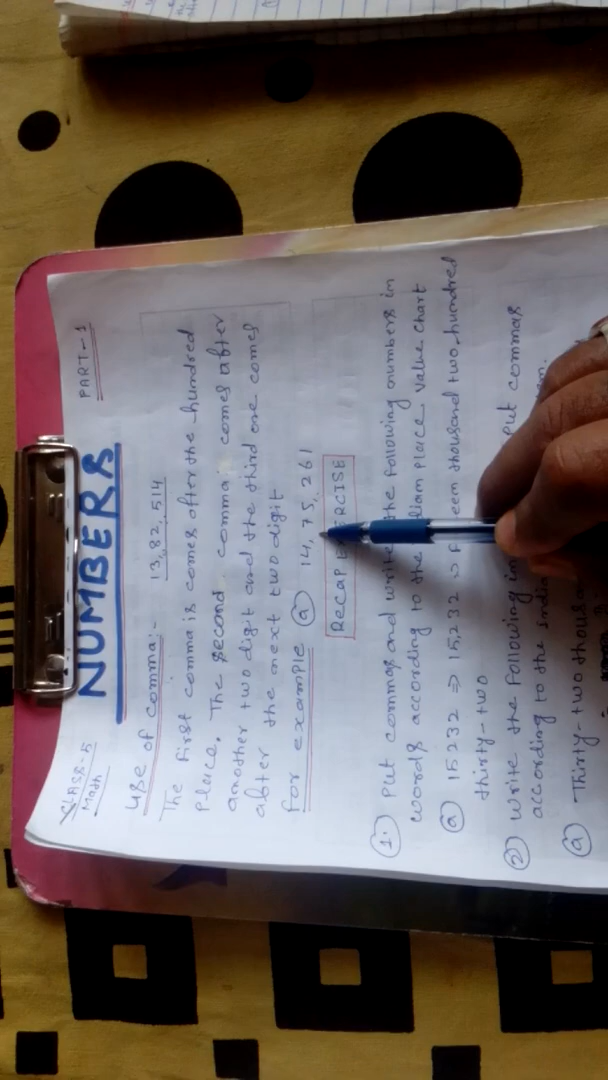 CLASS-5
Math
NUMBERS
PART-1
Use of comma:- 13,82,514
The first comma is comes after the hundred
place. The second comma is comes after
another two digit and the third one comes
after the next two digit
for example (a) 14,75,261
RECAP
(1.) Put commas and write the following numbers in
words according to the place value chart
(a) 15232 ⇒ 15,232 ⇒ thousand two hundred
thirty-two
(2) Write the following in put commas
according to the
(a) Thirty-two